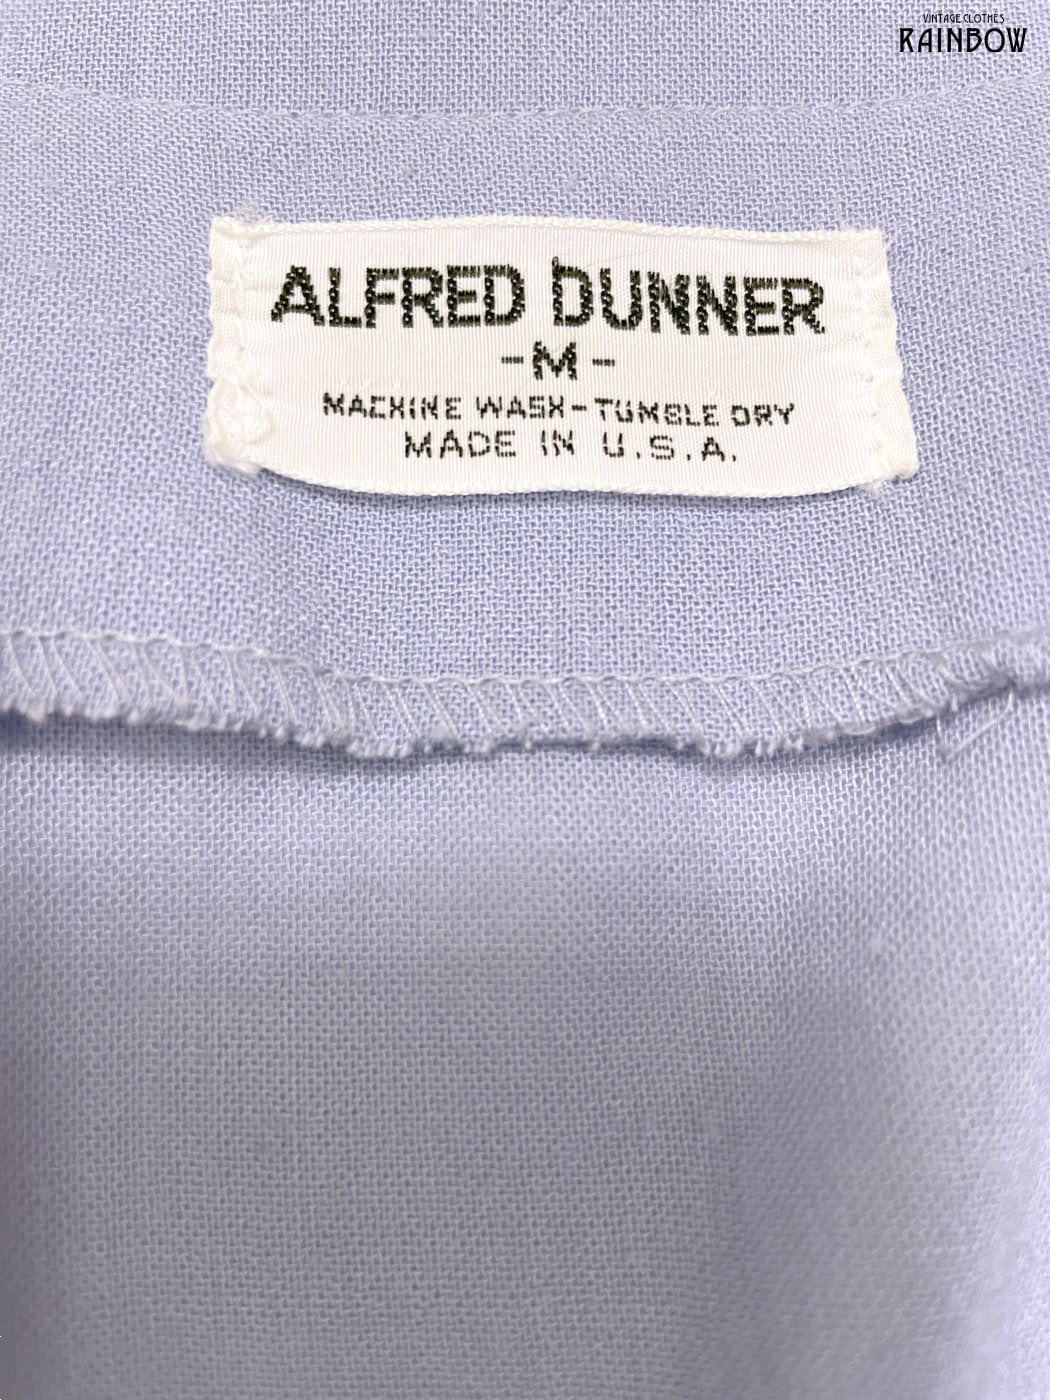 VINTAGE CLOTHES
RAINBOW
ALFRED DUNNER
-M-
MACHINE WASH-TUMBLE DRY
MADE IN U.S.A.